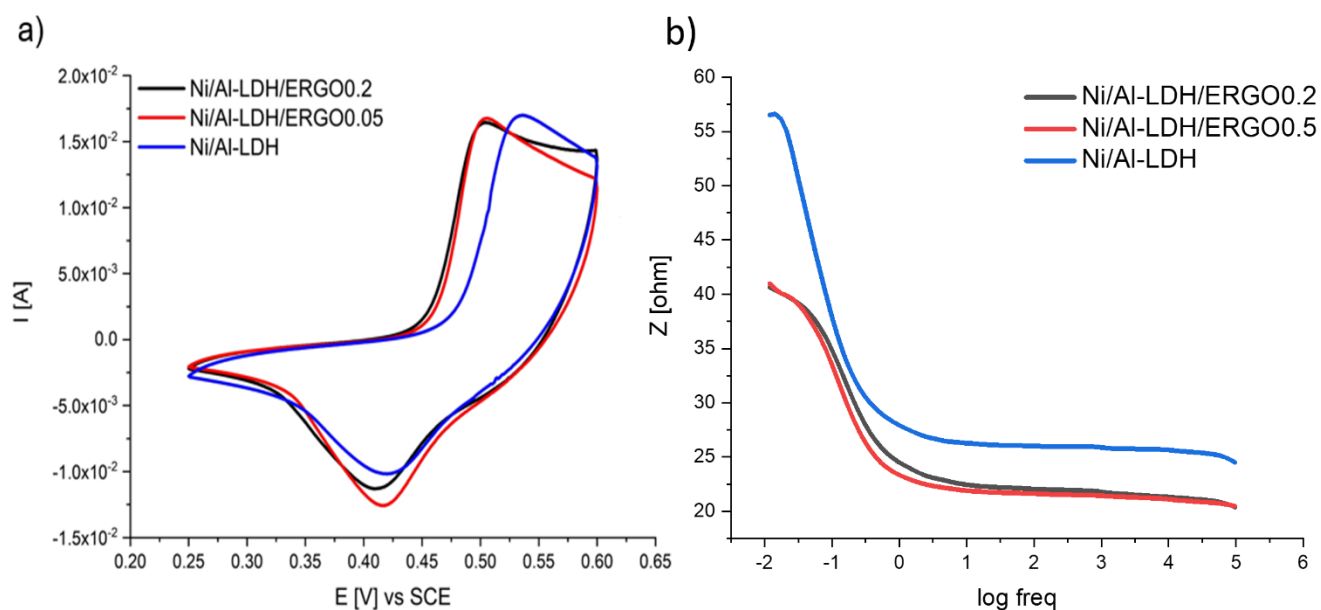 a)
2.0x10⁻²
1.5x10⁻²
1.0x10⁻²
5.0x10⁻³
0.0
-5.0x10⁻³
-1.0x10⁻²
-1.5x10⁻²
I [A]
Ni/Al-LDH/ERGO0.2
Ni/Al-LDH/ERGO0.05
Ni/Al-LDH
0.20 0.25 0.30 0.35 0.40 0.45 0.50 0.55 0.60 0.65
E [V] vs SCE
b)
60
55
50
45
40
35
30
25
20
Z [ohm]
Ni/Al-LDH/ERGO0.2
Ni/Al-LDH/ERGO0.5
Ni/Al-LDH
-2 -1 0 1 2 3 4 5 6
log freq